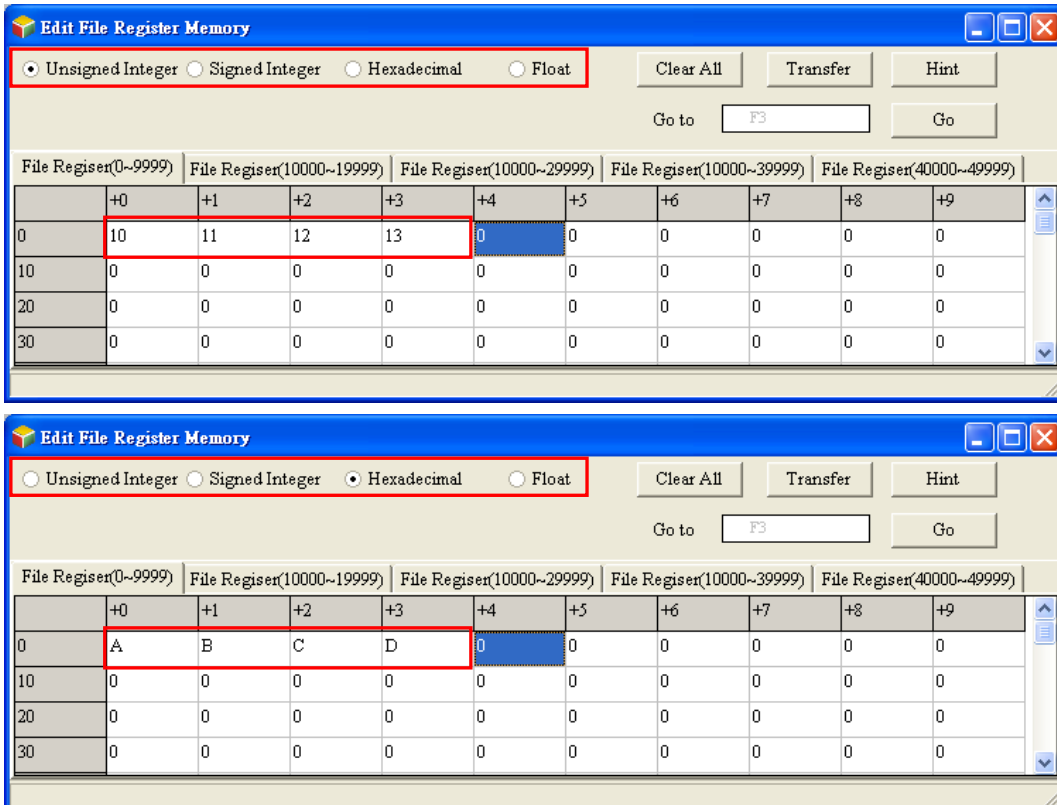 Edit File Register Memory
Unsigned Integer Signed Integer Hexadecimal Float Clear All Transfer Hint
Go to F3 Go
File Regiser(0~9999) File Regiser(10000~19999) File Regiser(10000~29999) File Regiser(10000~39999) File Regiser(40000~49999)
+0 +1 +2 +3 +4 +5 +6 +7 +8 +9
0 10 11 12 13 0 0 0 0 0 0
10 0 0 0 0 0 0 0 0 0 0
20 0 0 0 0 0 0 0 0 0 0
30 0 0 0 0 0 0 0 0 0 0
Edit File Register Memory
Unsigned Integer Signed Integer Hexadecimal Float Clear All Transfer Hint
Go to F3 Go
File Regiser(0~9999) File Regiser(10000~19999) File Regiser(10000~29999) File Regiser(10000~39999) File Regiser(40000~49999)
+0 +1 +2 +3 +4 +5 +6 +7 +8 +9
0 A B C D 0 0 0 0 0 0
10 0 0 0 0 0 0 0 0 0 0
20 0 0 0 0 0 0 0 0 0 0
30 0 0 0 0 0 0 0 0 0 0